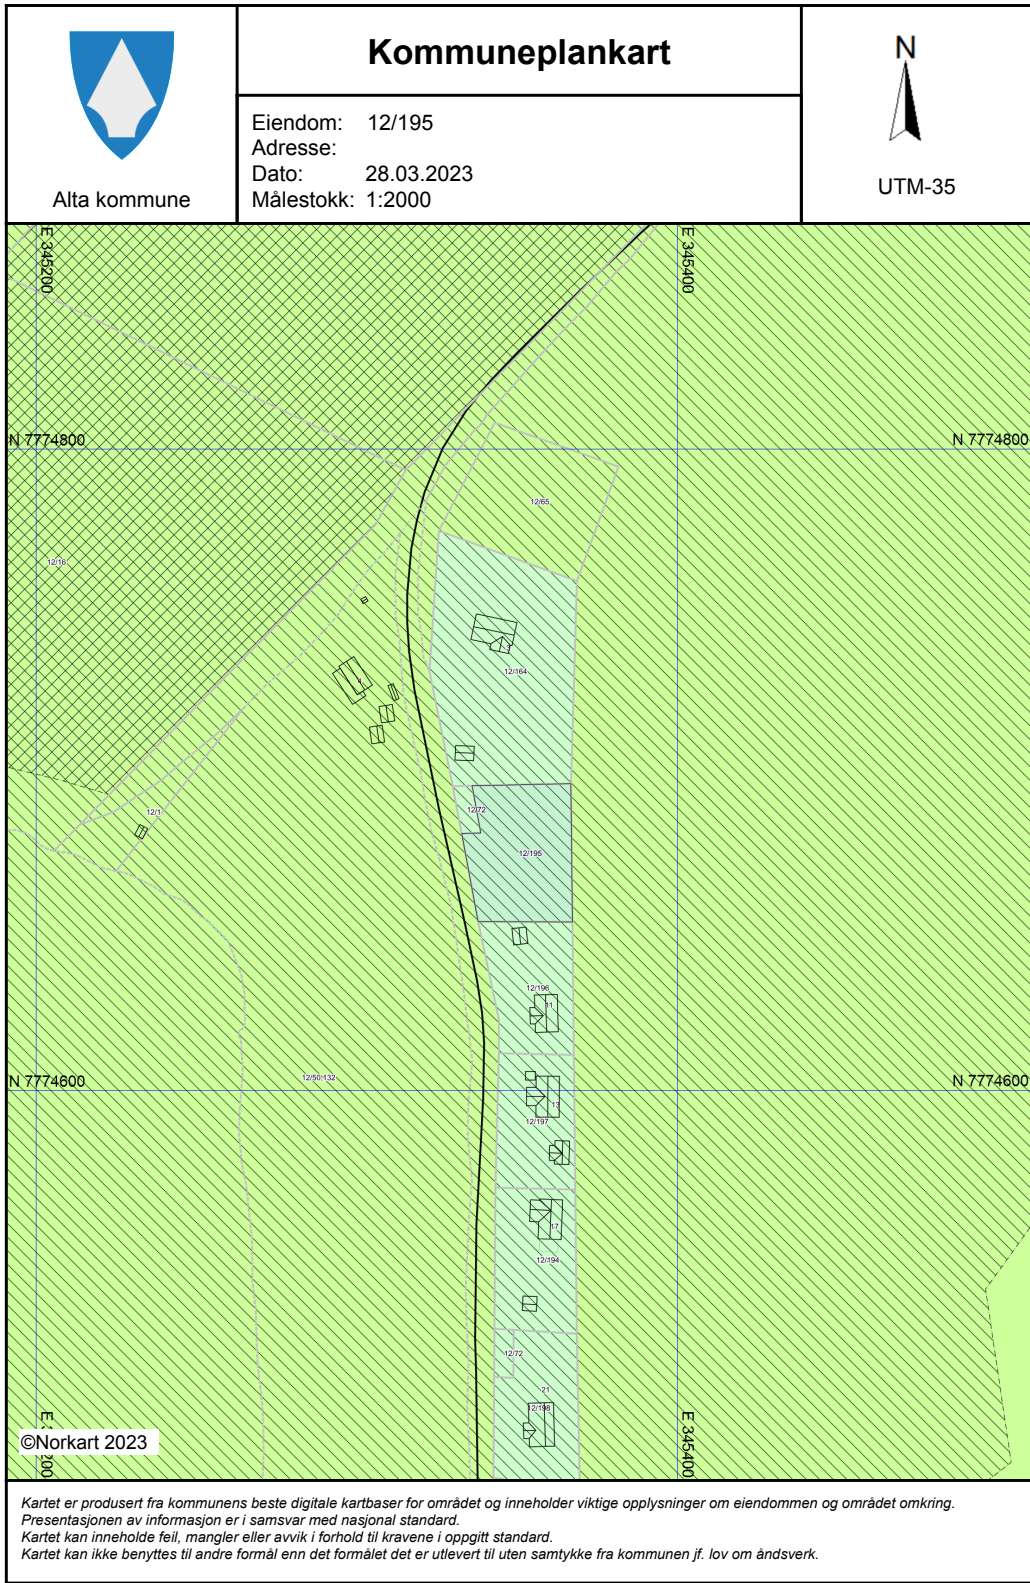 Kommuneplankart
Eiendom: 12/195
Adresse:
Dato: 28.03.2023
Målestokk: 1:2000
Alta kommune
N
UTM-35
E 345200
E 345400
N 7774800
N 7774800
12/65
12/16
3
12/164
4
12/72
12/1
12/195
12/196
11
12/50,132
N 7774600
N 7774600
13
12/197
17
12/194
12/72
21
12/198
E 345400
©Norkart 2023
Kartet er produsert fra kommunens beste digitale kartbaser for området og inneholder viktige opplysninger om eiendommen og området omkring.
Presentasjonen av informasjon er i samsvar med nasjonal standard.
Kartet kan inneholde feil, mangler eller avvik i forhold til kravene i oppgitt standard.
Kartet kan ikke benyttes til andre formål enn det formålet det er utlevert til uten samtykke fra kommunen jf. lov om åndsverk.